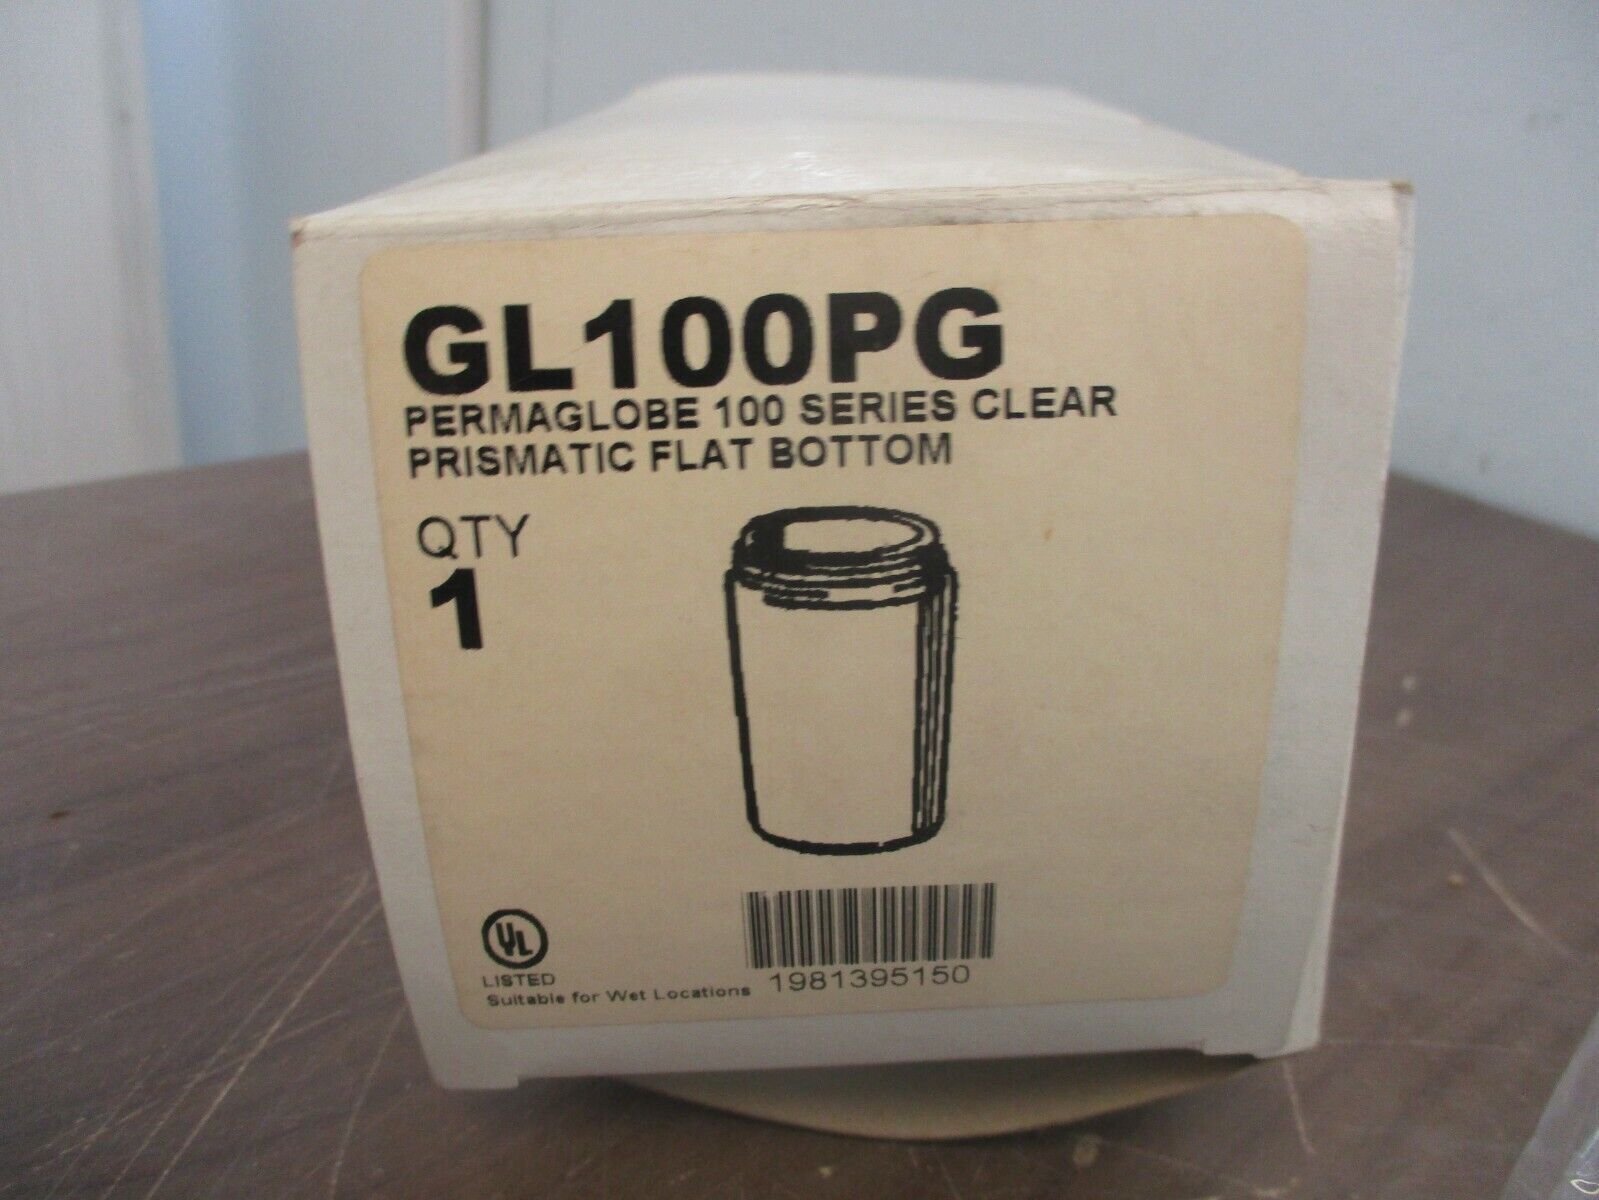 GL100PG
PERMAGLOBE 100 SERIES CLEAR
PRISMATIC FLAT BOTTOM
QTY
1
UL
LISTED
Suitable for Wet Locations
1981395150